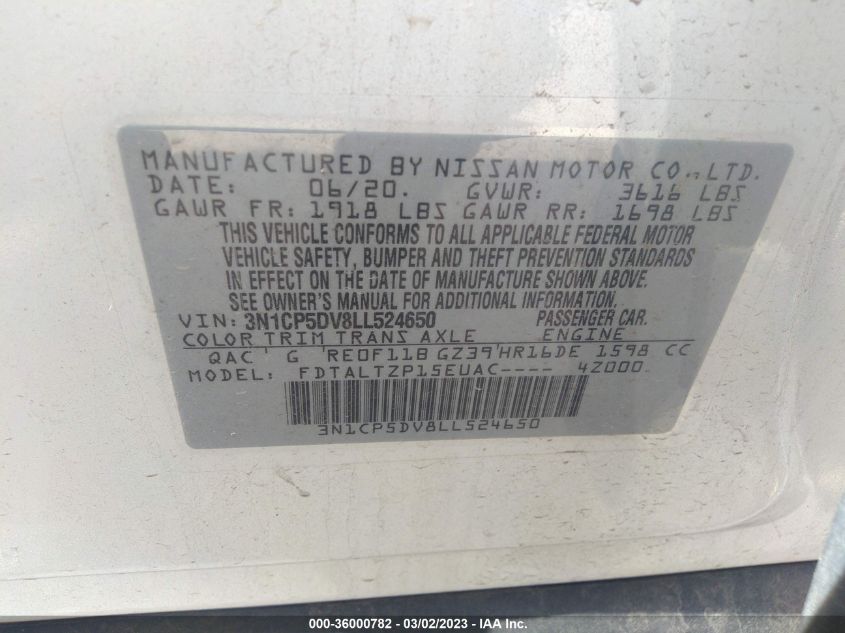 MANUFACTURED BY NISSAN MOTOR CO., LTD.
DATE: 06/20. GVWR: 3616 LBS
GAWR FR: 1918 LBS GAWR RR: 1698 LBS
THIS VEHICLE CONFORMS TO ALL APPLICABLE FEDERAL MOTOR
VEHICLE SAFETY, BUMPER AND THEFT PREVENTION STANDARDS
IN EFFECT ON THE DATE OF MANUFACTURE SHOWN ABOVE.
SEE OWNER'S MANUAL FOR ADDITIONAL INFORMATION.
VIN: 3N1CP5DV8LL524650 PASSENGER CAR.
COLOR TRIM TRANS AXLE ENGINE
QAC G RE0F11B GZ39 HR16DE 1598 CC
MODEL: FDTALTZP15EUAC---- 4Z000
3N1CP5DV8LL524650
000-36000782 - 03/02/2023 - IAA Inc.